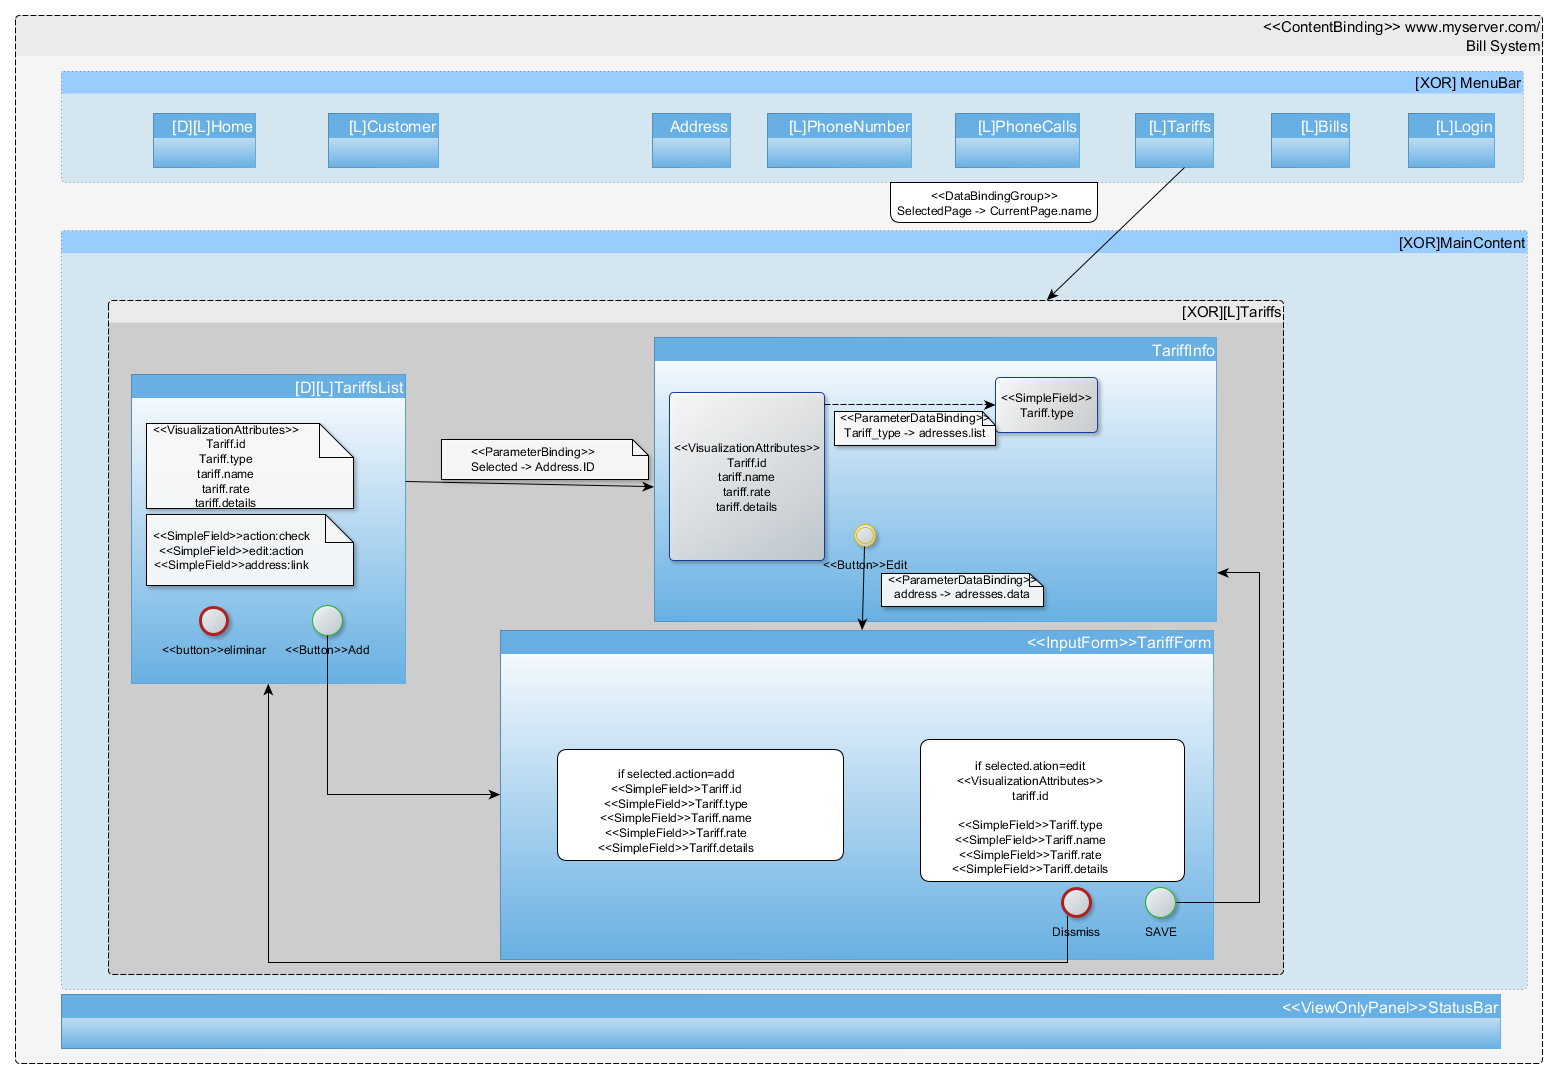 <<ContentBinding>> www.myserver.com/
Bill System
[XOR] MenuBar
[D][L]Home
[L]Customer
Address
[L]PhoneNumber
[L]PhoneCalls
[L]Tariffs
[L]Bills
[L]Login
<<DataBindingGroup>>
SelectedPage -> CurrentPage.name
[XOR]MainContent
[XOR][L]Tariffs
[D][L]TariffsList
<<VisualizationAttributes>>
Tariff.id
Tariff.type
tariff.name
tariff.rate
tariff.details
<<SimpleField>>action:check
<<SimpleField>>edit:action
<<SimpleField>>address:link
<<button>>eliminar
<<Button>>Add
<<ParameterBinding>>
Selected -> Address.ID
TariffInfo
<<VisualizationAttributes>>
Tariff.id
tariff.name
tariff.rate
tariff.details
<<ParameterDataBinding>>
Tariff_type -> adresses.list
<<SimpleField>>
Tariff.type
<<Button>>Edit
<<ParameterDataBinding>>
address -> adresses.data
<<InputForm>>TariffForm
if selected.action=add
<<SimpleField>>Tariff.id
<<SimpleField>>Tariff.type
<<SimpleField>>Tariff.name
<<SimpleField>>Tariff.rate
<<SimpleField>>Tariff.details
if selected.ation=edit
<<VisualizationAttributes>>
tariff.id
<<SimpleField>>Tariff.type
<<SimpleField>>Tariff.name
<<SimpleField>>Tariff.rate
<<SimpleField>>Tariff.details
Dissmiss
SAVE
<<ViewOnlyPanel>>StatusBar